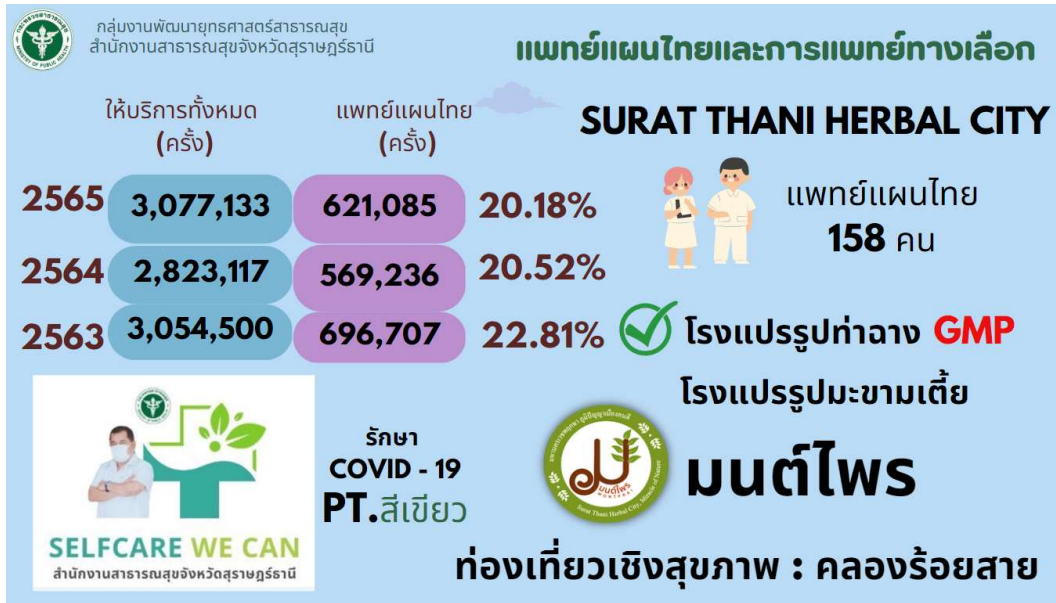 กลุ่มงานพัฒนายุทธศาสตร์สาธารณสุข
สำนักงานสาธารณสุขจังหวัดสุราษฎร์ธานี
แพทย์แผนไทยและการแพทย์ทางเลือก
SURAT THANI HERBAL CITY
ให้บริการทั้งหมด
(ครั้ง)
แพทย์แผนไทย
(ครั้ง)
2565 3,077,133 621,085 20.18%
2564 2,823,117 569,236 20.52%
2563 3,054,500 696,707 22.81%
แพทย์แผนไทย
158 คน
โรงแปรรูปท่าฉาง GMP
โรงแปรรูปมะขามเตี้ย
รักษา
COVID - 19
PT.สีเขียว
SELFCARE WE CAN
สำนักงานสาธารณสุขจังหวัดสุราษฎร์ธานี
มนต์ไพร
Surat Thani Herbal City, Miracle of Nature
มนต์ไพร
ท่องเที่ยวเชิงสุขภาพ : คลองร้อยสาย